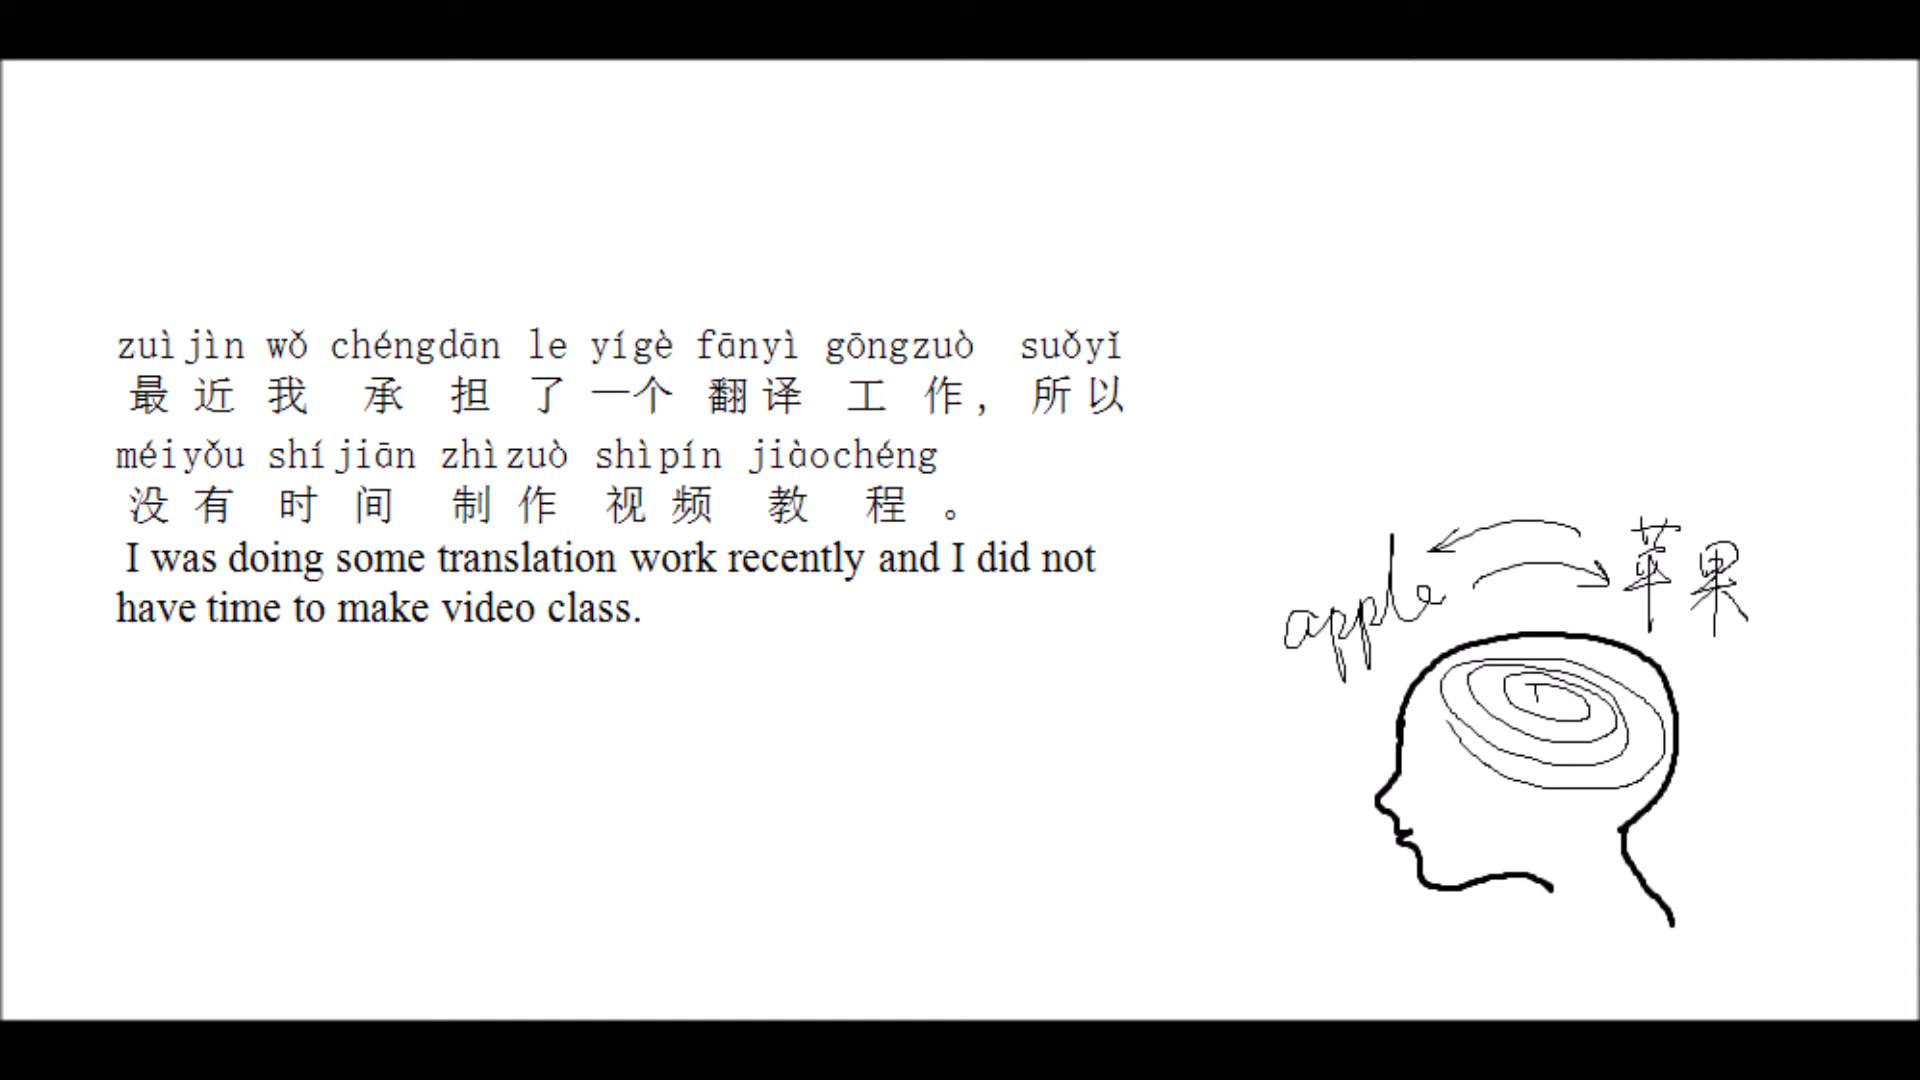 zuìjìn wǒ chéngdān le yígè fānyì gōngzuò suǒyǐ
最近我承担了一个翻译工作，所以
méiyǒu shíjiān zhìzuò shìpín jiàochéng
没有时间制作视频教程。
I was doing some translation work recently and I did not
have time to make video class.
apple 苹果